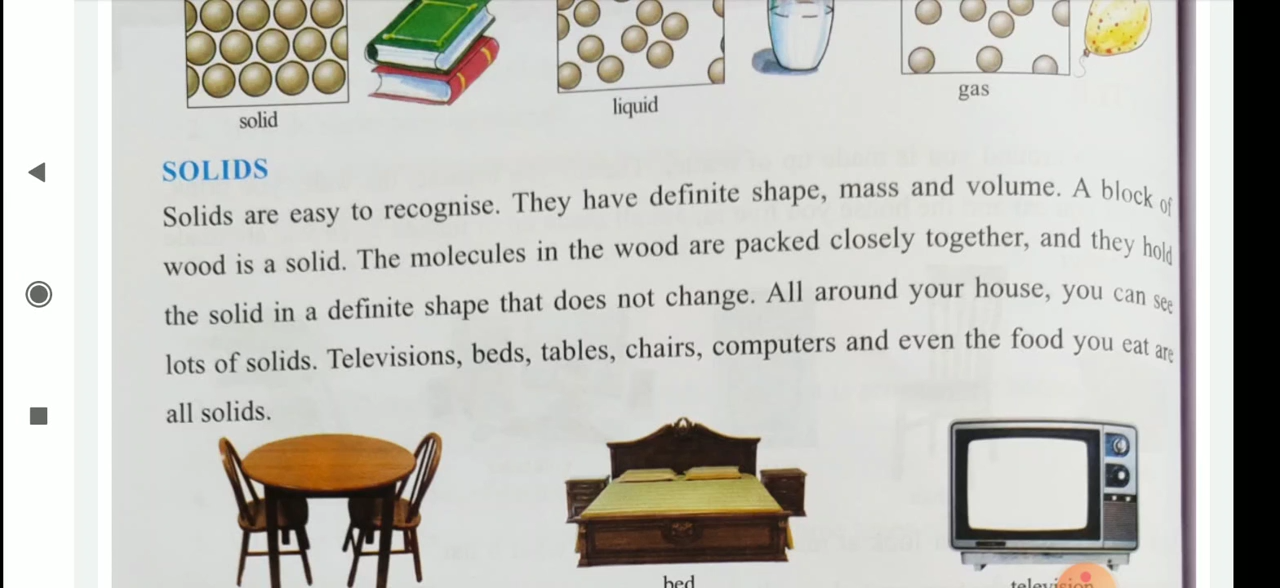 solid
liquid
gas
SOLIDS
Solids are easy to recognise. They have definite shape, mass and volume. A block of
wood is a solid. The molecules in the wood are packed closely together, and they hold
the solid in a definite shape that does not change. All around your house, you can see
lots of solids. Televisions, beds, tables, chairs, computers and even the food you eat are
all solids.
bed
television